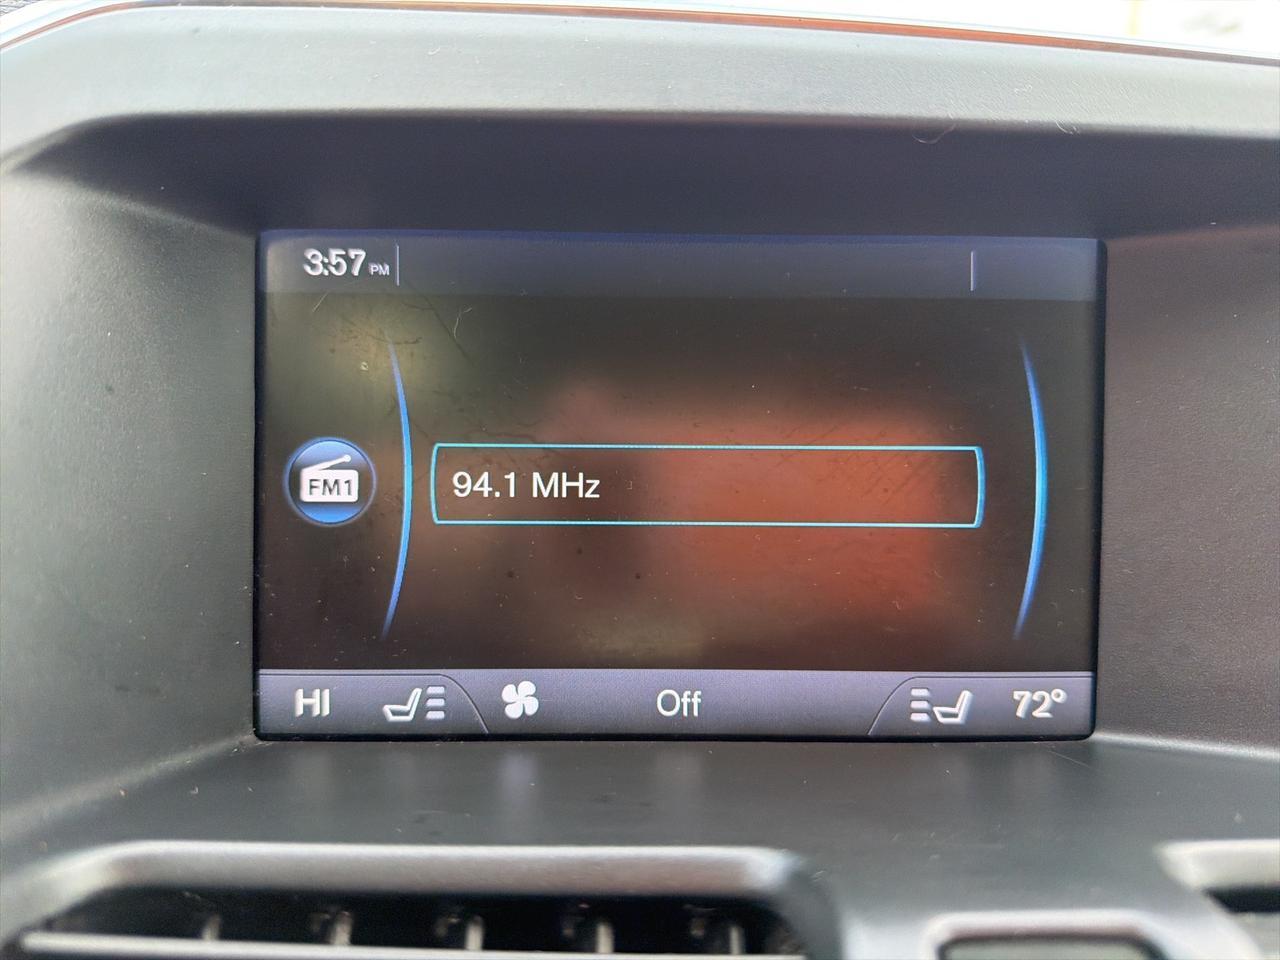 3:57 PM
FM1
94.1 MHz
HI Off 72°